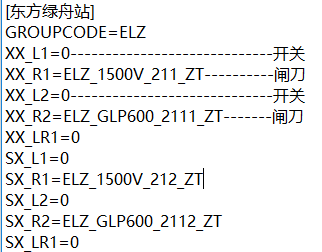 [东方绿舟站]
GROUPCODE=ELZ
XX_L1=0-----------------------------开关
XX_R1=ELZ_1500V_211_ZT----------闸刀
XX_L2=0-----------------------------开关
XX_R2=ELZ_GLP600_2111_ZT-------闸刀
XX_LR1=0
SX_L1=0
SX_R1=ELZ_1500V_212_ZT
SX_L2=0
SX_R2=ELZ_GLP600_2112_ZT
SX_LR1=0